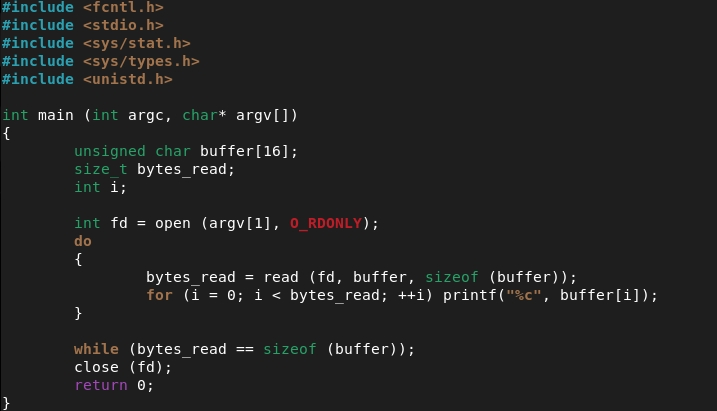 #include <fcntl.h>
#include <stdio.h>
#include <sys/stat.h>
#include <sys/types.h>
#include <unistd.h>
int main (int argc, char* argv[])
{
unsigned char buffer[16];
size_t bytes_read;
int i;
int fd = open (argv[1], O_RDONLY);
do
{
bytes_read = read (fd, buffer, sizeof (buffer));
for (i = 0; i < bytes_read; ++i) printf("%c", buffer[i]);
}
while (bytes_read == sizeof (buffer));
close (fd);
return 0;
}